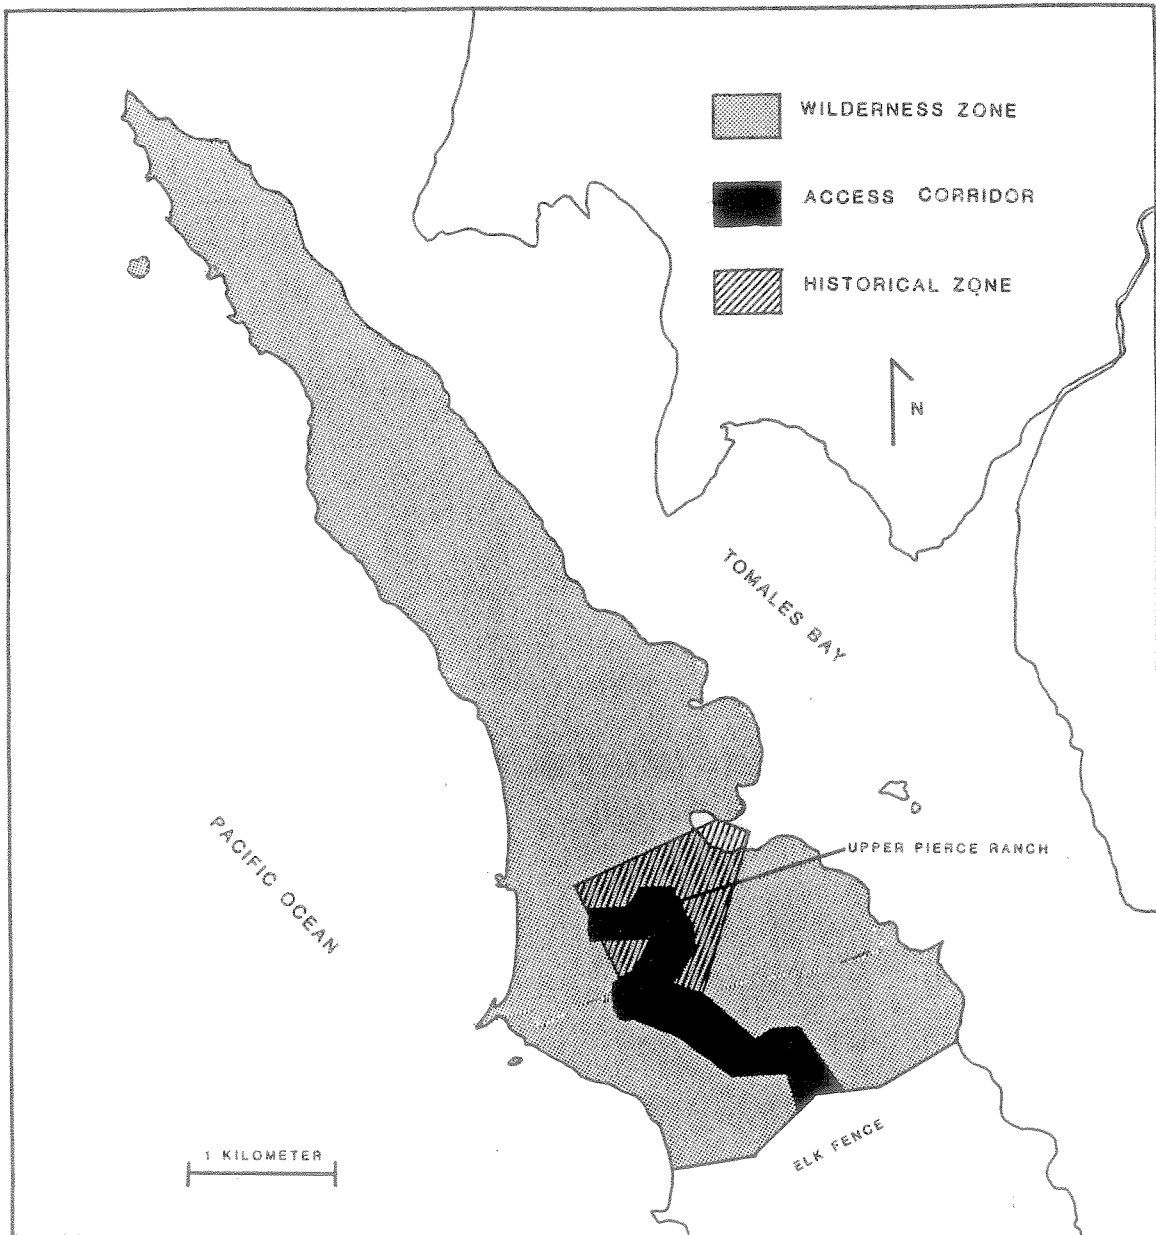 WILDERNESS ZONE
ACCESS CORRIDOR
HISTORICAL ZONE
N
TOMALES BAY
PACIFIC OCEAN
UPPER PIERCE RANCH
ELK FENCE
1 KILOMETER